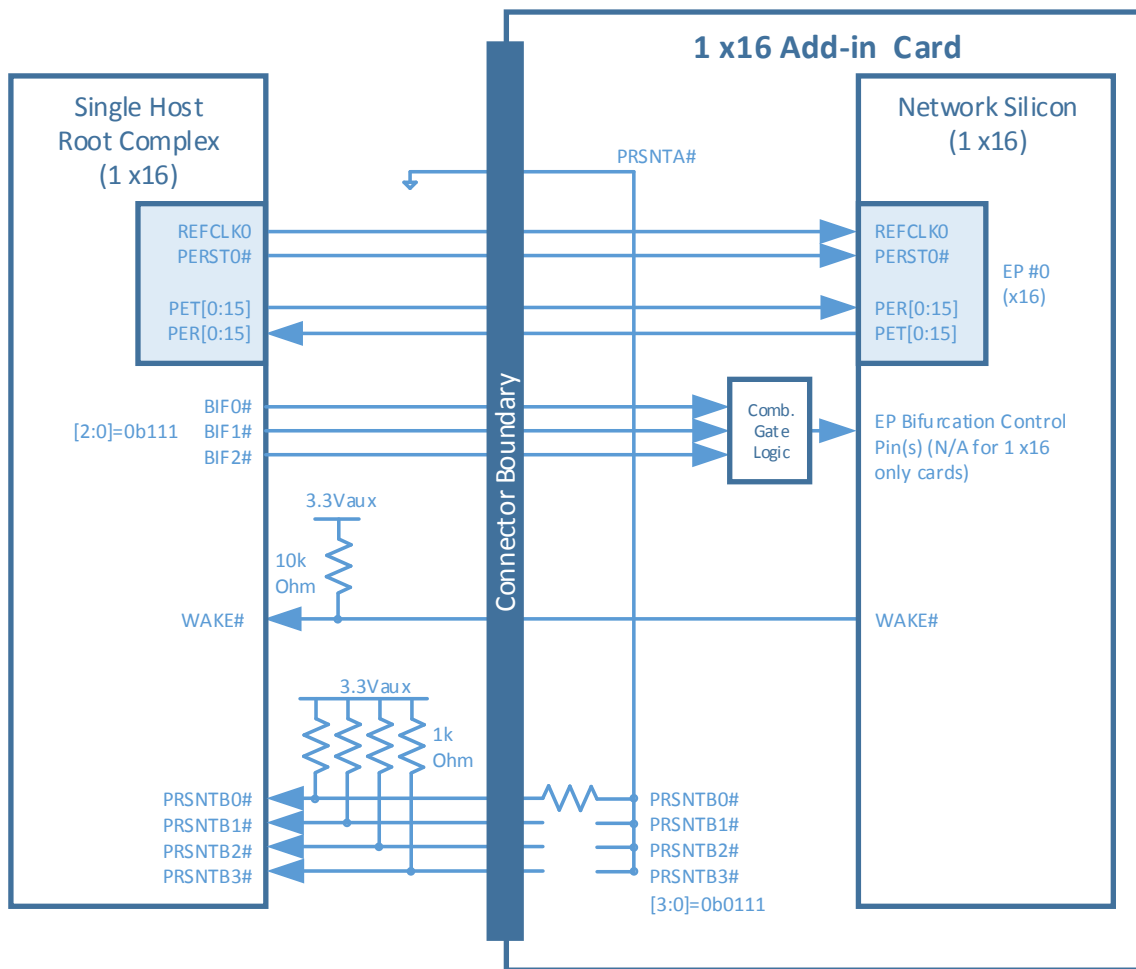 1 x16 Add-in Card
Single Host
Root Complex
(1 x16)
Network Silicon
(1 x16)
PRSNTA#
REFCLK0
PERST0#
PET[0:15]
PER[0:15]
REFCLK0
PERST0#
PER[0:15]
PET[0:15]
EP #0
(x16)
BIF0#
[2:0]=0b111
BIF1#
BIF2#
Comb.
Gate
Logic
EP Bifurcation Control
Pin(s) (N/A for 1 x16
only cards)
Connector Boundary
3.3Vaux
10k
Ohm
WAKE#
WAKE#
3.3Vaux
1k
Ohm
PRSNTB0#
PRSNTB1#
PRSNTB2#
PRSNTB3#
PRSNTB0#
PRSNTB1#
PRSNTB2#
PRSNTB3#
[3:0]=0b0111